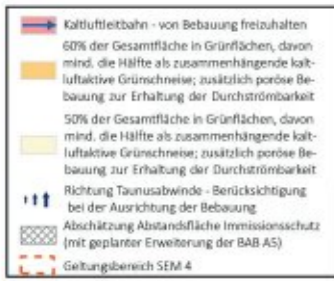 Kaltluftleitbahn - von Bebauung freizuhalten
60% der Gesamtfläche in Grünflächen, davon
mind. die Hälfte als zusammenhängende kalt-
luftaktive Grünschneise; zusätzlich poröse Be-
bauung zur Erhaltung der Durchströmbarkeit
50% der Gesamtfläche in Grünflächen, davon
mind. die Hälfte als zusammenhängende kalt-
luftaktive Grünschneise; zusätzlich poröse Be-
bauung zur Erhaltung der Durchströmbarkeit
Richtung Taunusabwinde - Berücksichtigung
bei der Ausrichtung der Bebauung
Abschätzung Abstandsfläche Immissionsschutz
(mit geplanter Erweiterung der BAB A5)
Geltungsbereich SEM 4